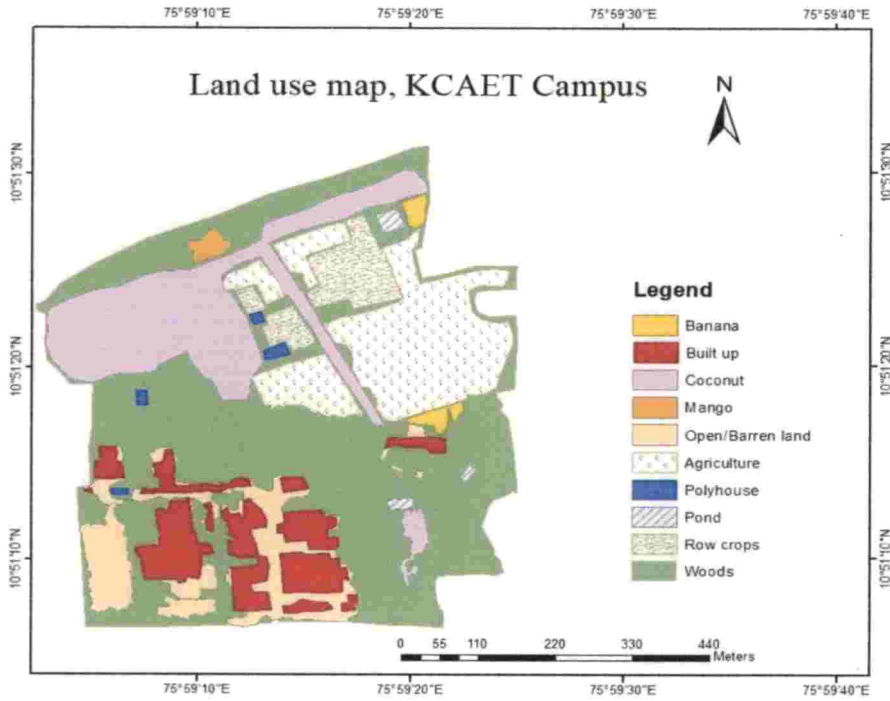 75°59'10"E 75°59'20"E 75°59'30"E 75°59'40"E
Land use map, KCAET Campus
N
10°51'30"N 10°51'30"N
10°51'20"N 10°51'20"N
10°51'10"N 10°51'10"N
Legend
Banana
Built up
Coconut
Mango
Open/Barren land
Agriculture
Polyhouse
Pond
Row crops
Woods
0 55 110 220 330 440
Meters
75°59'10"E 75°59'20"E 75°59'30"E 75°59'40"E